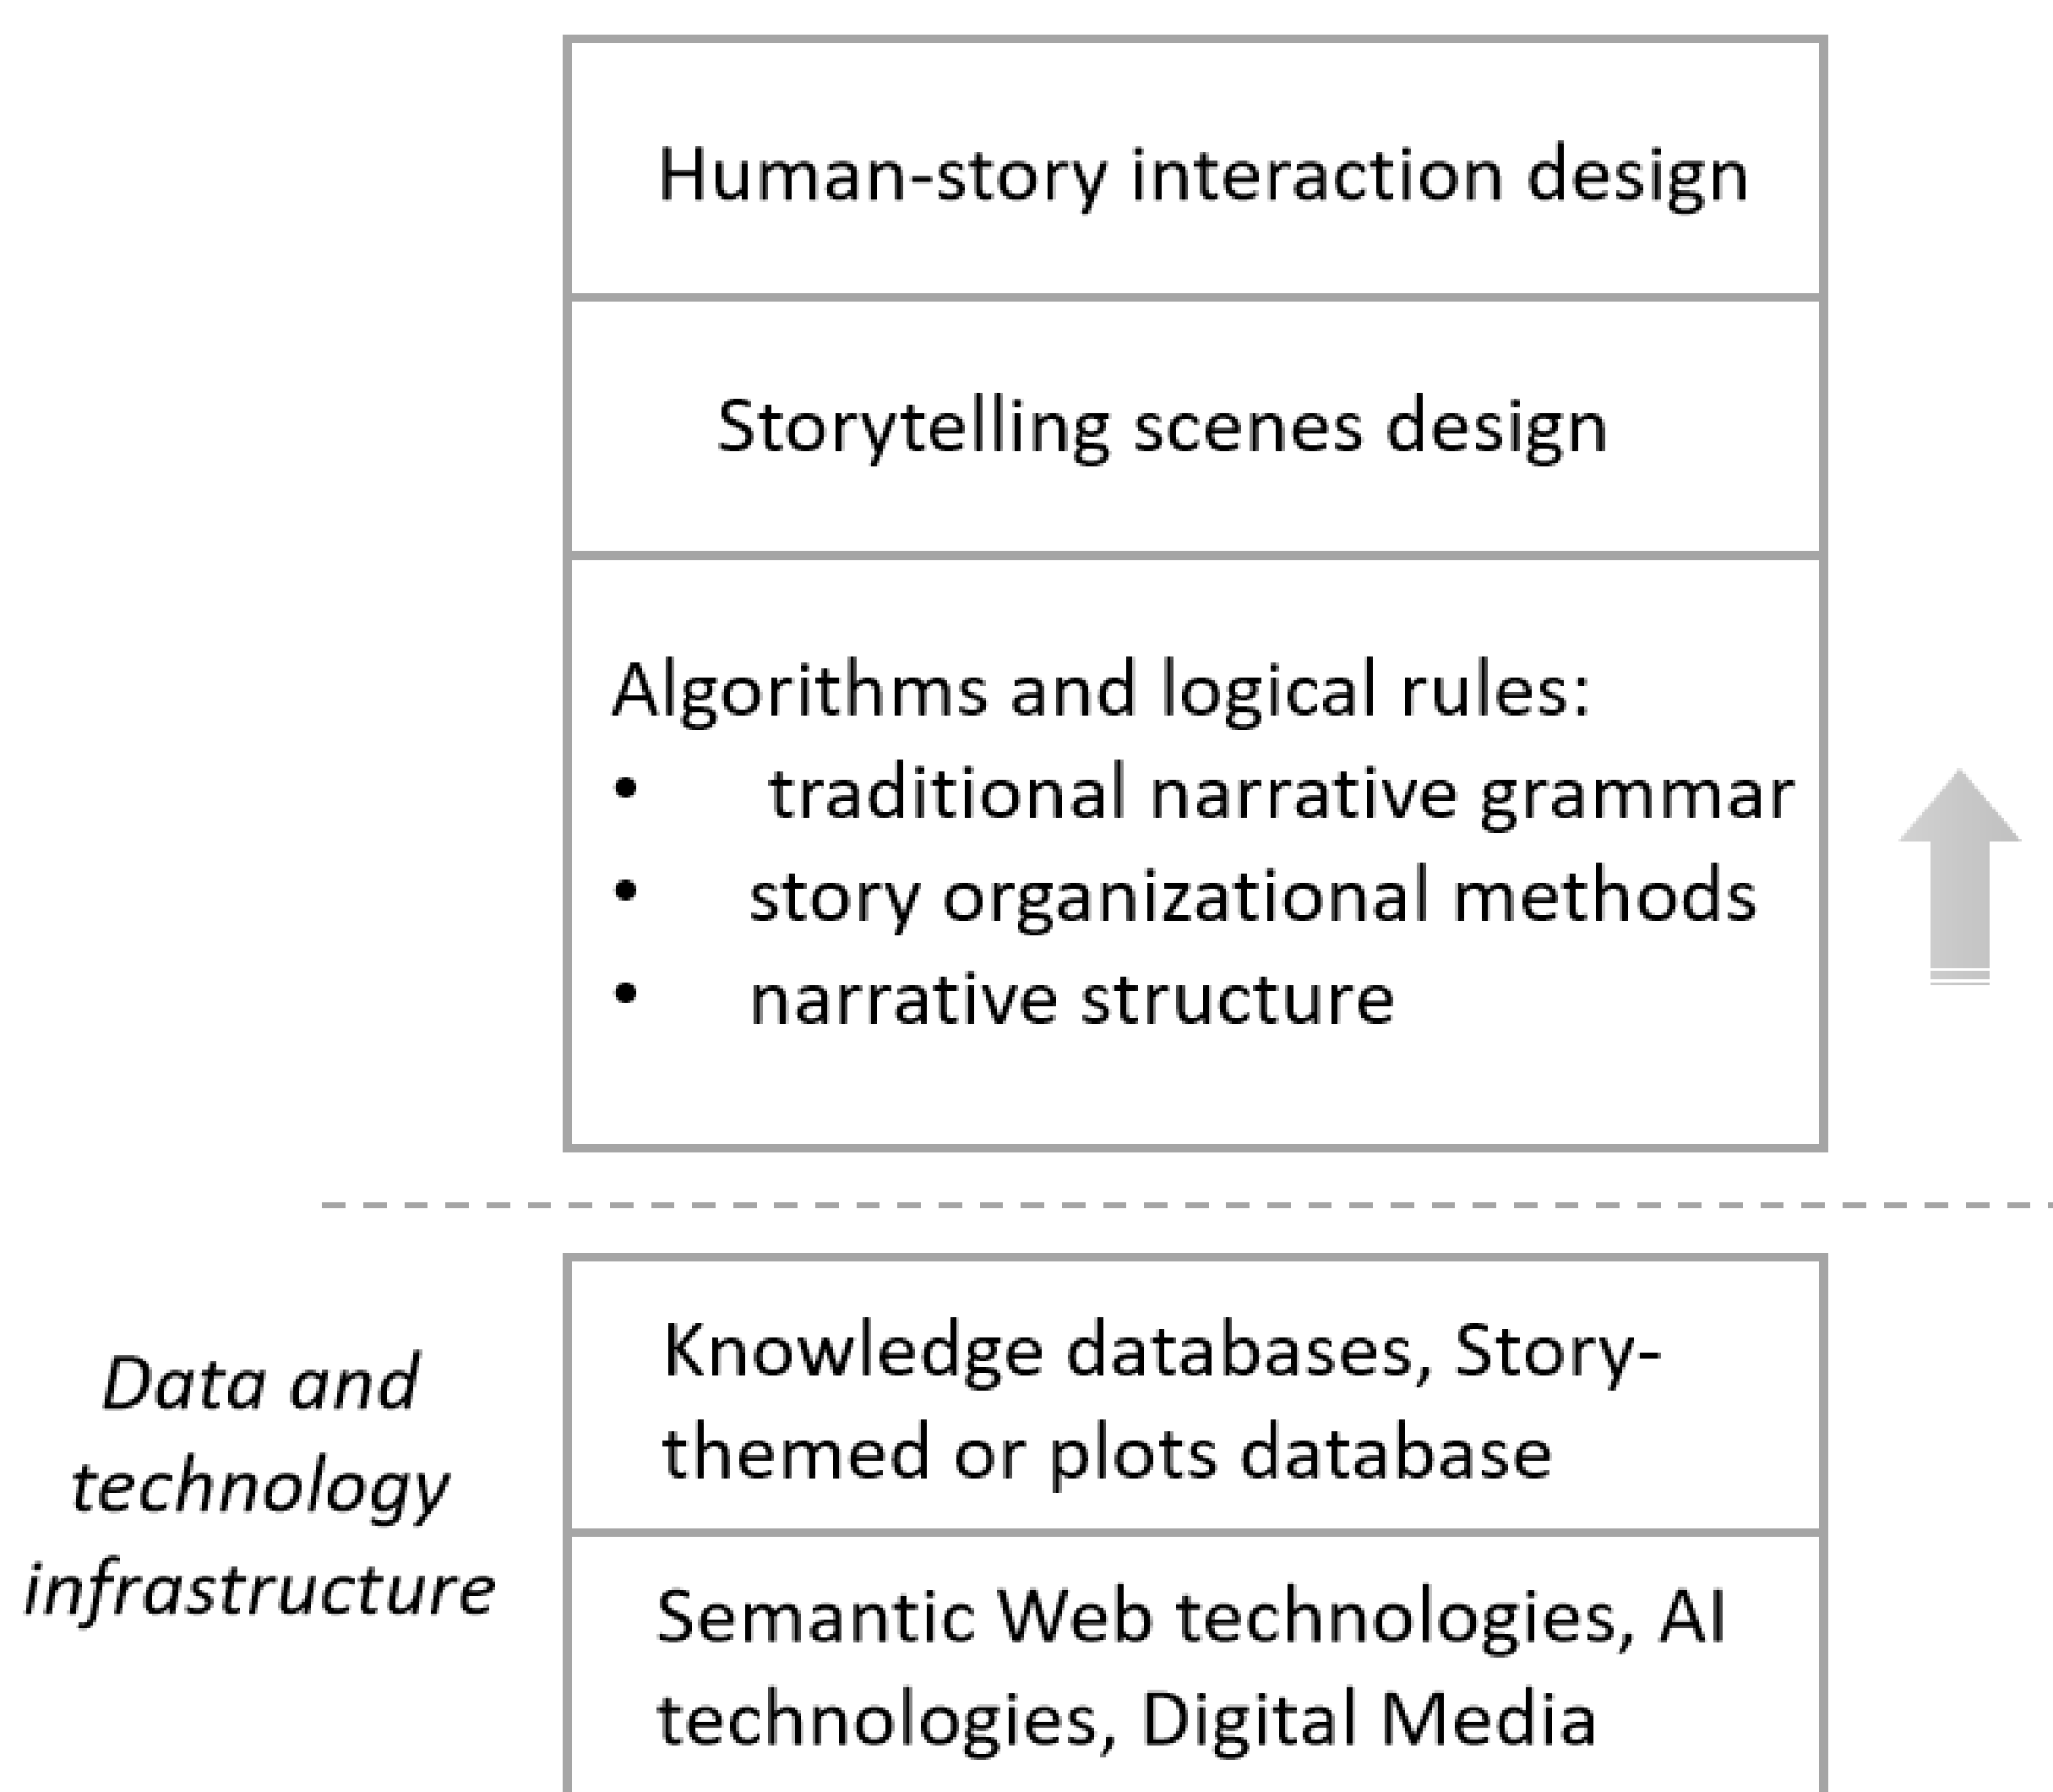 Human-story interaction design
Storytelling scenes design
Algorithms and logical rules:
• traditional narrative grammar
• story organizational methods
• narrative structure
Data and
technology
infrastructure
Knowledge databases, Story-
themed or plots database
Semantic Web technologies, AI
technologies, Digital Media